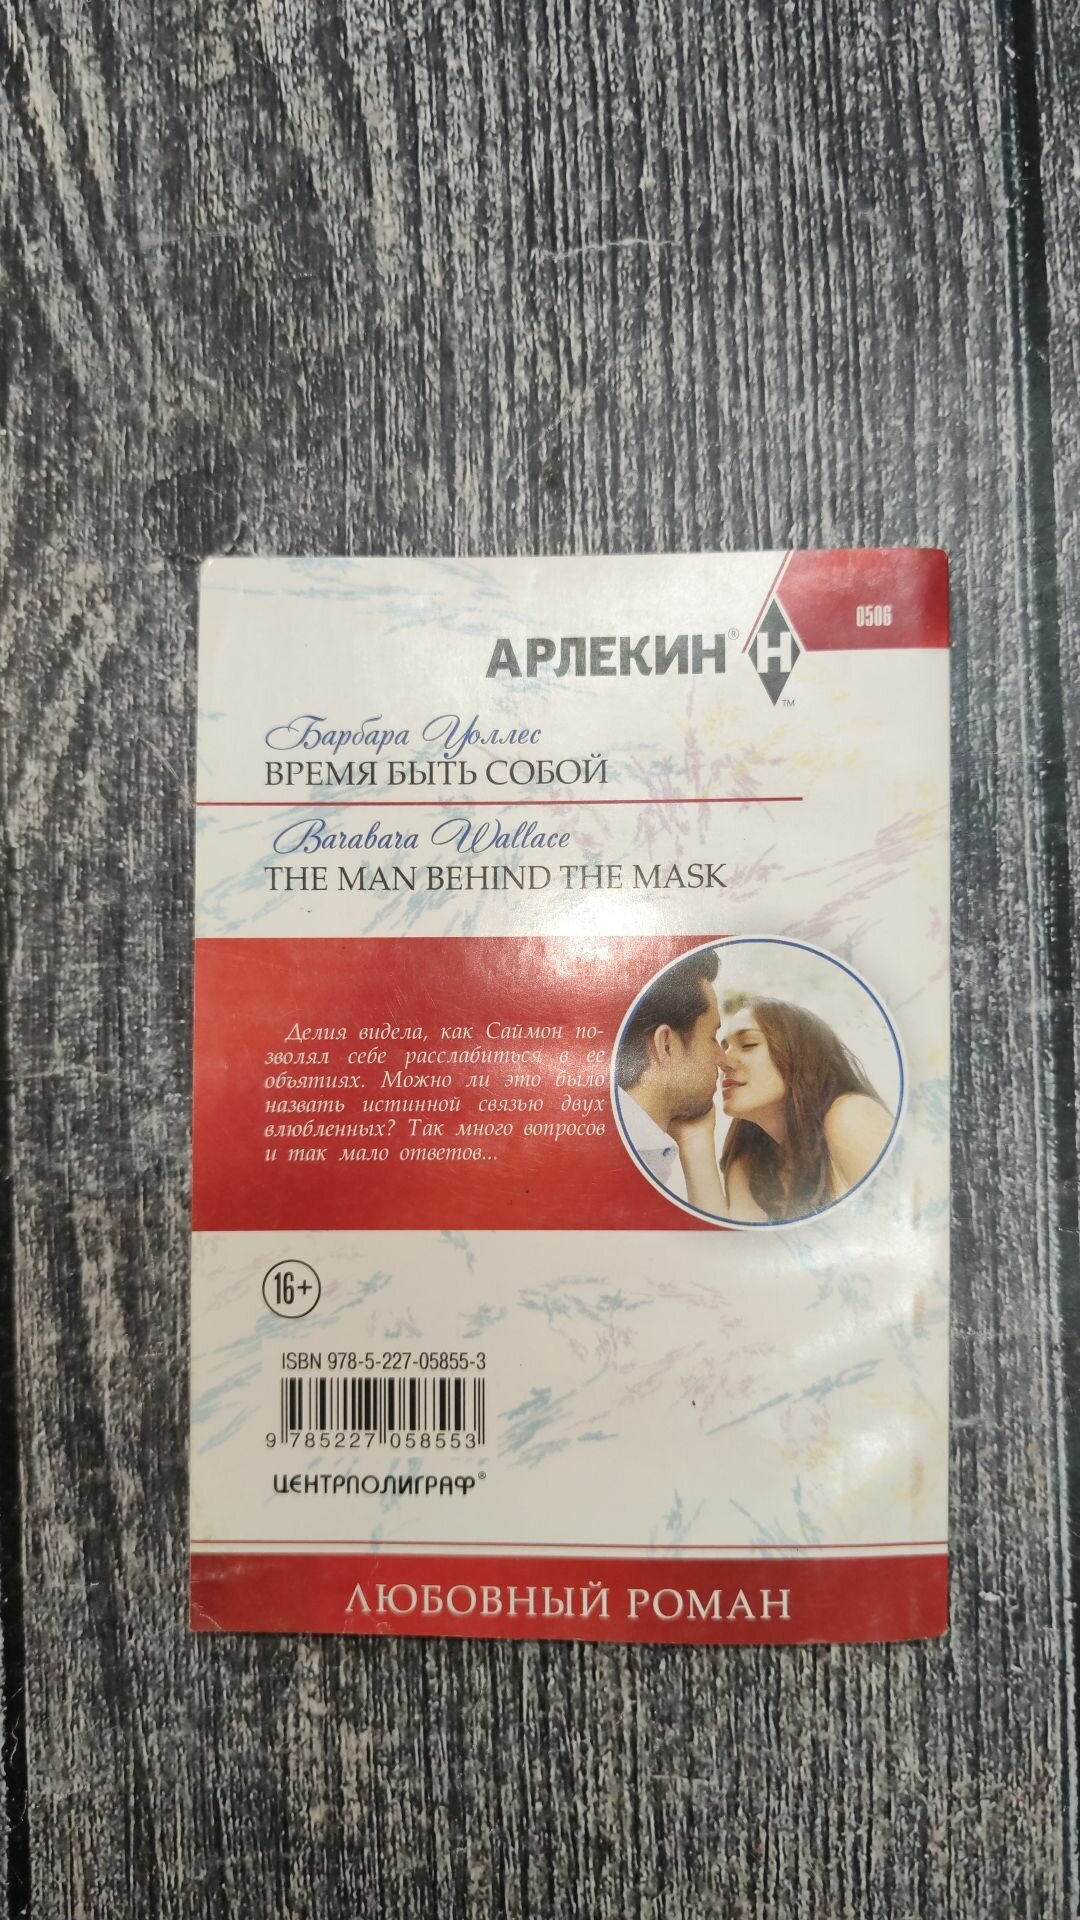 0506
АРЛЕКИН® H ™
Барбара Уоллес
ВРЕМЯ БЫТЬ СОБОЙ
Barabara Wallace
THE MAN BEHIND THE MASK
Делия видела, как Саймон по-
зволял себе расслабиться в ее
объятиях. Можно ли это было
назвать истинной связью двух
влюбленных? Так много вопросов
и так мало ответов...
16+
ISBN 978-5-227-05855-3
9 785227 058553
ЦЕНТРПОЛИГРАФ®
ЛЮБОВНЫЙ РОМАН